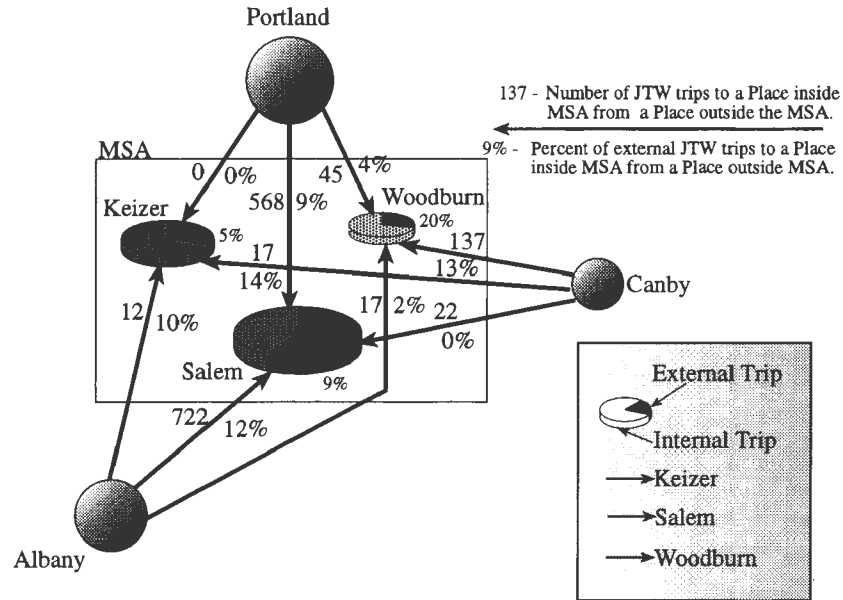 Portland
137 - Number of JTW trips to a Place inside
MSA from a Place outside the MSA.
9% - Percent of external JTW trips to a Place
inside MSA from a Place outside MSA.
MSA
0 0%
45 4%
568 9%
Woodburn
20%
Keizer
5%
137
13%
17
14%
Canby
12 10%
17 2%
22
0%
Salem
9%
722 12%
Albany
External Trip
Internal Trip
Keizer
Salem
Woodburn